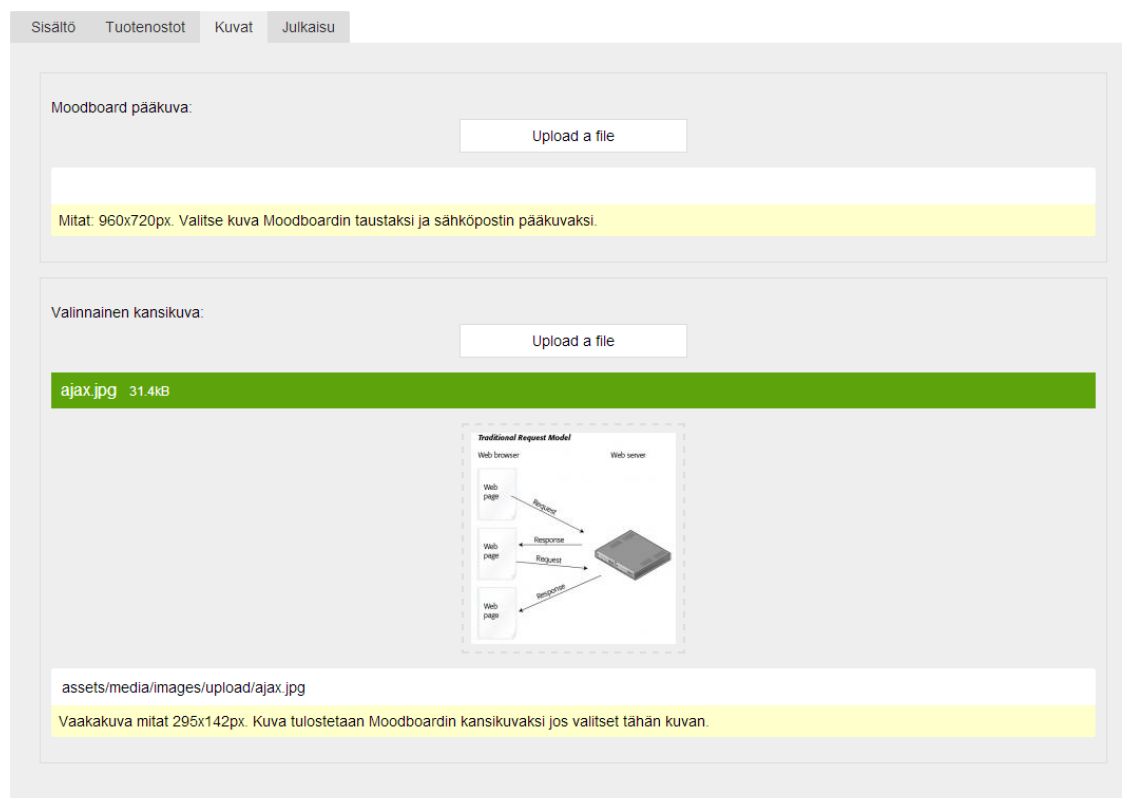 Sisältö Tuotenostot Kuvat Julkaisu
Moodboard pääkuva:
Upload a file
Mitat: 960x720px. Valitse kuva Moodboardin taustaksi ja sähköpostin pääkuvaksi.
Valinnainen kansikuva:
Upload a file
ajax.jpg 31.4kB
Traditional Request Model
Web browser Web server
Web
page
Request
Web
page
Response
Request
Response
Web
page
assets/media/images/upload/ajax.jpg
Vaakakuva mitat 295x142px. Kuva tulostetaan Moodboardin kansikuvaksi jos valitset tähän kuvan.